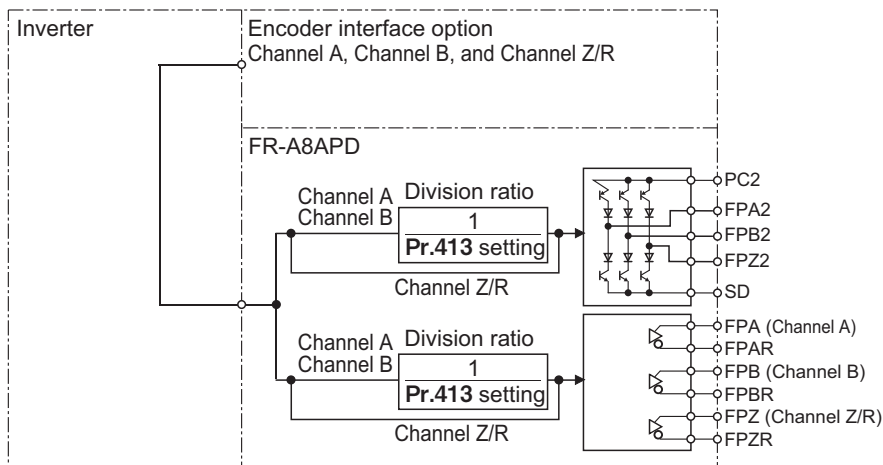 Inverter
Encoder interface option
Channel A, Channel B, and Channel Z/R
FR-A8APD
Channel A
Channel B
Division ratio
1
Pr.413 setting
Channel Z/R
PC2
FPA2
FPB2
FPZ2
SD
Channel A
Channel B
Division ratio
1
Pr.413 setting
Channel Z/R
FPA (Channel A)
FPAR
FPB (Channel B)
FPBR
FPZ (Channel Z/R)
FPZR